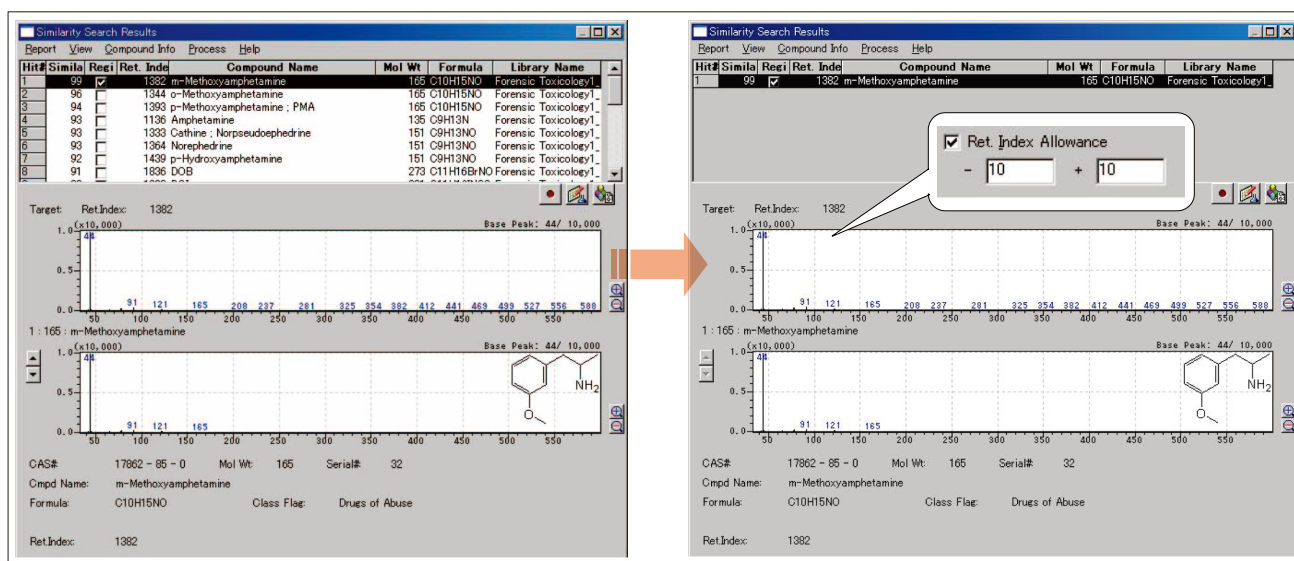 Similarity Search Results
Report View Compound Info Process Help
Hit# Simila Regi Ret. Inde Compound Name Mol Wt Formula Library Name
1 99 1382 m-Methoxyamphetamine 165 C10H15NO Forensic Toxicology1_
2 96 1344 o-Methoxyamphetamine 165 C10H15NO Forensic Toxicology1_
3 94 1393 p-Methoxyamphetamine ; PMA 165 C10H15NO Forensic Toxicology1_
4 93 1136 Amphetamine 135 C9H13N Forensic Toxicology1_
5 93 1333 Cathine ; Norpseudoephedrine 151 C9H13NO Forensic Toxicology1_
6 93 1364 Norephedrine 151 C9H13NO Forensic Toxicology1_
7 92 1439 p-Hydroxyamphetamine 151 C9H13NO Forensic Toxicology1_
8 91 1836 DOB 273 C11H16BrNO Forensic Toxicology1_
Target: Ret.Index: 1382
(x10,000) Base Peak: 44/ 10,000
1.0
44
0.5
91 121 165 208 237 281 325 354 382 412 441 469 499 527 556 588
0.0
50 100 150 200 250 300 350 400 450 500 550
1 : 165 : m-Methoxyamphetamine
(x10,000) Base Peak: 44/ 10,000
1.0
44
NH2
0.5
O
91 121 165
0.0
50 100 150 200 250 300 350 400 450 500 550
CAS#: 17862 - 85 - 0 Mol Wt: 165 Serial#: 32
Cmpd Name: m-Methoxyamphetamine
Formula: C10H15NO Class Flag: Drugs of Abuse
Ret.Index: 1382
Similarity Search Results
Report View Compound Info Process Help
Hit# Simila Regi Ret. Inde Compound Name Mol Wt Formula Library Name
1 99 1382 m-Methoxyamphetamine 165 C10H15NO Forensic Toxicology1_
Ret. Index Allowance
- 10 + 10
Target: Ret.Index: 1382
(x10,000) Base Peak: 44/ 10,000
1.0
44
0.5
91 121 165 208 237 281 325 354 382 412 441 469 499 527 556 588
0.0
50 100 150 200 250 300 350 400 450 500 550
1 : 165 : m-Methoxyamphetamine
(x10,000) Base Peak: 44/ 10,000
1.0
44
NH2
0.5
O
91 121 165
0.0
50 100 150 200 250 300 350 400 450 500 550
CAS#: 17862 - 85 - 0 Mol Wt: 165 Serial#: 32
Cmpd Name: m-Methoxyamphetamine
Formula: C10H15NO Class Flag: Drugs of Abuse
Ret.Index: 1382